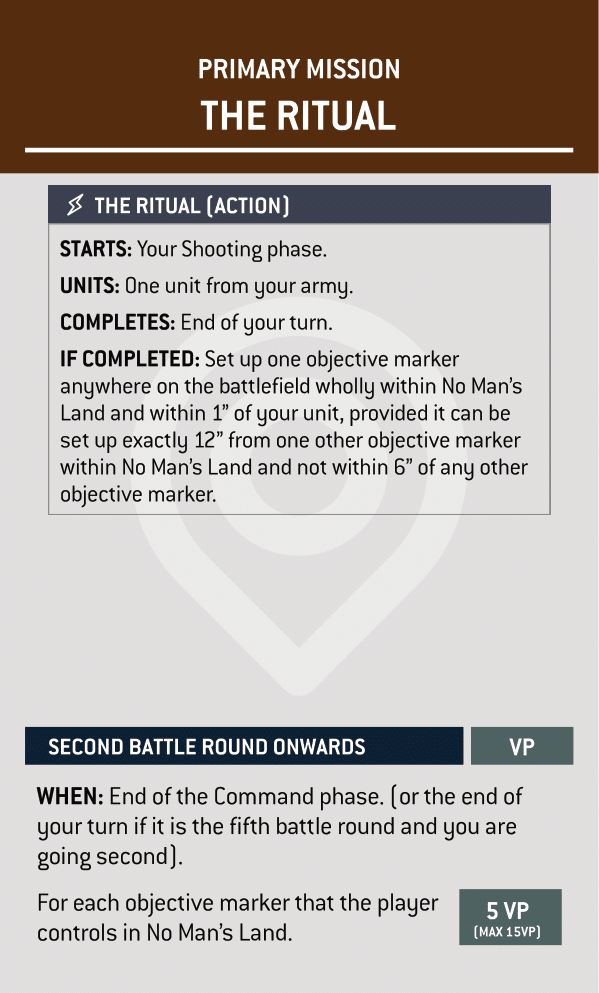 PRIMARY MISSION
THE RITUAL
THE RITUAL (ACTION)
STARTS: Your Shooting phase.
UNITS: One unit from your army.
COMPLETES: End of your turn.
IF COMPLETED: Set up one objective marker
anywhere on the battlefield wholly within No Man’s
Land and within 1” of your unit, provided it can be
set up exactly 12” from one other objective marker
within No Man’s Land and not within 6” of any other
objective marker.
SECOND BATTLE ROUND ONWARDS
VP
WHEN: End of the Command phase. (or the end of
your turn if it is the fifth battle round and you are
going second).
For each objective marker that the player
controls in No Man’s Land.
5 VP
(MAX 15VP)